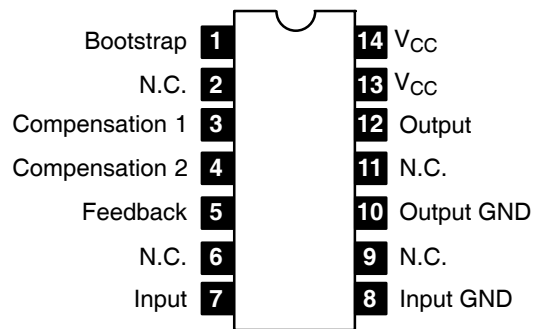 Bootstrap 1 14 VCC
N.C. 2 13 VCC
Compensation 1 3 12 Output
Compensation 2 4 11 N.C.
Feedback 5 10 Output GND
N.C. 6 9 N.C.
Input 7 8 Input GND